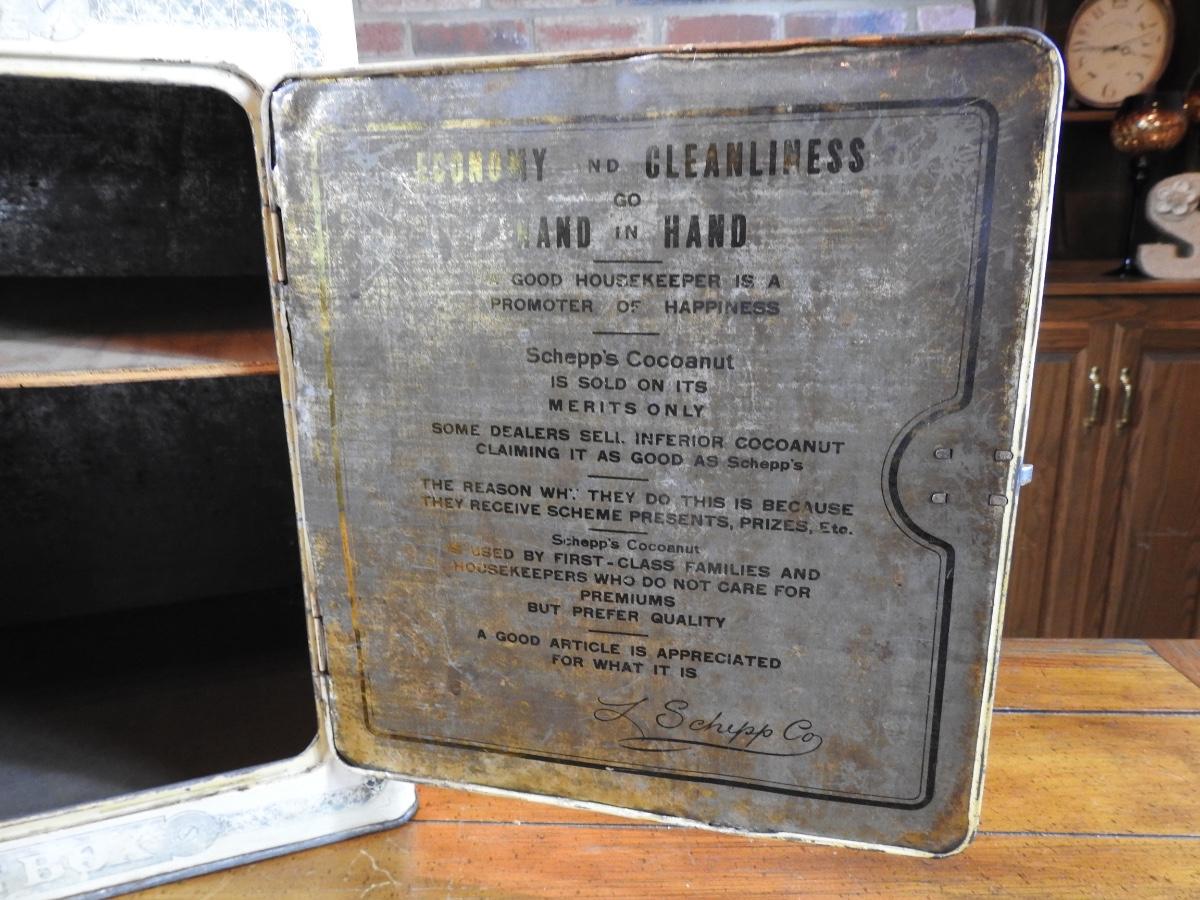 ECONOMY ND CLEANLINESS
GO
HAND IN HAND
A GOOD HOUSEKEEPER IS A
PROMOTER OF HAPPINESS
Schepp's Cocoanut
IS SOLD ON ITS
MERITS ONLY
SOME DEALERS SELL INFERIOR COCOANUT
CLAIMING IT AS GOOD AS Schepp's
THE REASON WHY THEY DO THIS IS BECAUSE
THEY RECEIVE SCHEME PRESENTS, PRIZES, Etc.
Schepp's Cocoanut
IS USED BY FIRST-CLASS FAMILIES AND
HOUSEKEEPERS WHO DO NOT CARE FOR
PREMIUMS
BUT PREFER QUALITY
A GOOD ARTICLE IS APPRECIATED
FOR WHAT IT IS
L Schepp Co
BOX
S